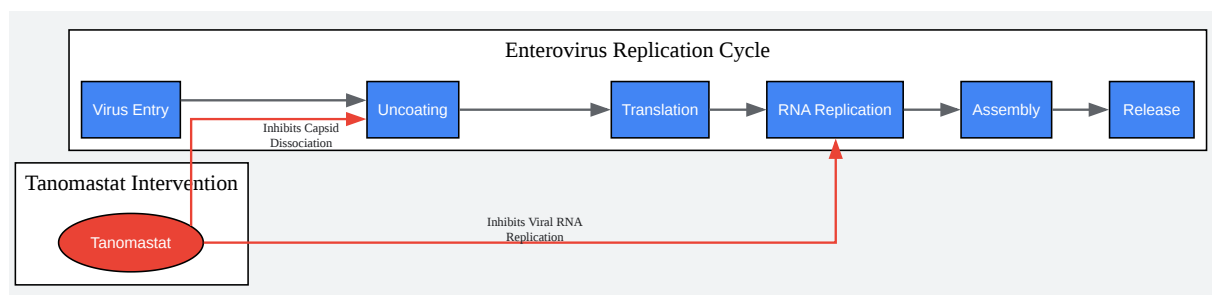 Enterovirus Replication Cycle
Virus Entry
Uncoating
Translation
RNA Replication
Assembly
Release
Inhibits Capsid
Dissociation
Tanomastat Intervention
Tanomastat
Inhibits Viral RNA
Replication